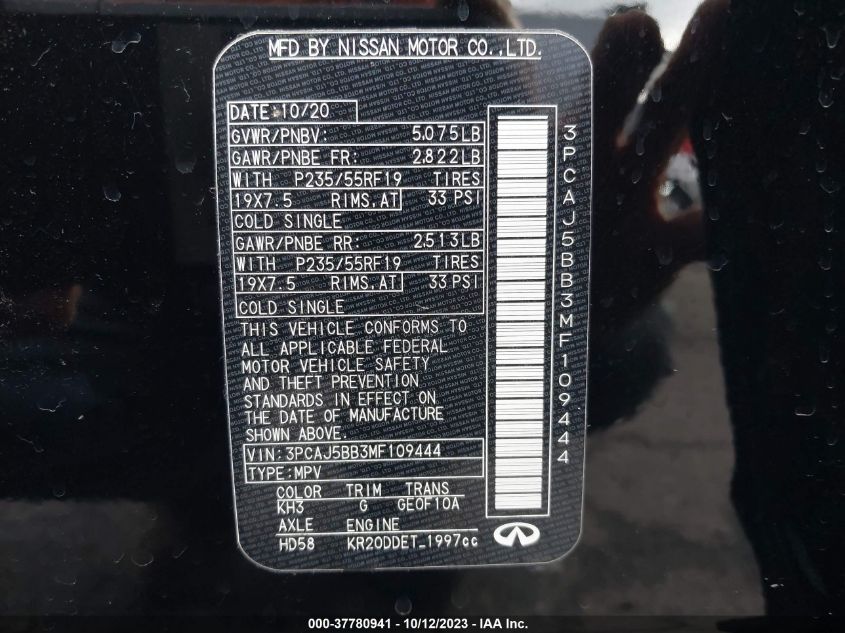 MFD BY NISSAN MOTOR CO.,LTD.
DATE:10/20
GVWR/PNBV: 5.075LB
GAWR/PNBE FR: 2.822LB
WITH P235/55RF19 TIRES
19X7.5 RIMS.AT 33 PSI
COLD SINGLE
GAWR/PNBE RR: 2.513LB
WITH P235/55RF19 TIRES
19X7.5 RIMS.AT 33 PSI
COLD SINGLE
THIS VEHICLE CONFORMS TO
ALL APPLICABLE FEDERAL
MOTOR VEHICLE SAFETY
AND THEFT PREVENTION
STANDARDS IN EFFECT ON
THE DATE OF MANUFACTURE
SHOWN ABOVE.
VIN:3PCAJ5BB3MF109444
TYPE:MPV
COLOR TRIM TRANS
KH3 G GE0F10A
AXLE ENGINE
HD58 KR20DDET_1997cc
3PCAJ5BB3MF109444
000-37780941 - 10/12/2023 - IAA Inc.